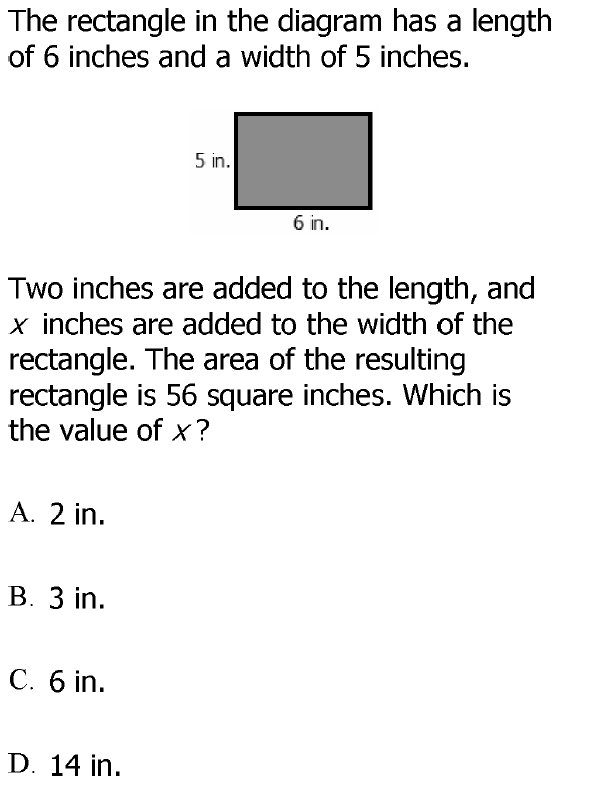 The rectangle in the diagram has a length
of 6 inches and a width of 5 inches.
5 in.
6 in.
Two inches are added to the length, and
x inches are added to the width of the
rectangle. The area of the resulting
rectangle is 56 square inches. Which is
the value of x?
A. 2 in.
B. 3 in.
C. 6 in.
D. 14 in.